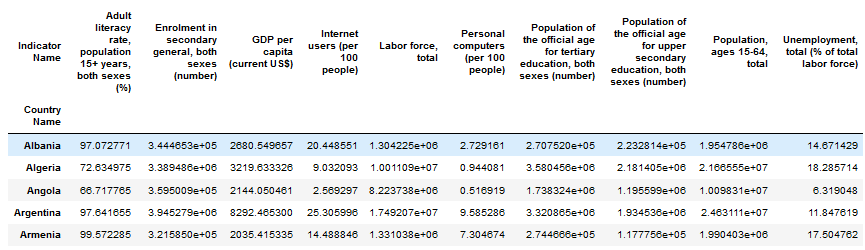 Indicator Name Adult literacy rate, population 15+ years, both sexes (%) Enrolment in secondary general, both sexes (number) GDP per capita (current US$) Internet users (per 100 people) Labor force, total Personal computers (per 100 people) Population of the official age for tertiary education, both sexes (number) Population of the official age for upper secondary education, both sexes (number) Population, ages 15-64, total Unemployment, total (% of total labor force)
Country Name
Albania 97.072771 3.444653e+05 2680.549657 20.448551 1.304225e+06 2.729161 2.707520e+05 2.232814e+05 1.954786e+06 14.671429
Algeria 72.634975 3.389486e+06 3219.633326 9.032093 1.001109e+07 0.944081 3.580456e+06 2.181405e+06 2.166555e+07 18.285714
Angola 66.717765 3.595009e+05 2144.050461 2.569297 8.223738e+06 0.516919 1.738324e+06 1.195599e+06 1.009831e+07 6.319048
Argentina 97.641655 3.945279e+06 8292.465300 25.305996 1.749207e+07 9.585286 3.320865e+06 1.934536e+06 2.463111e+07 11.847619
Armenia 99.572285 3.215850e+05 2035.415335 14.488846 1.331038e+06 7.304674 2.744666e+05 1.177756e+05 1.990403e+06 17.504762